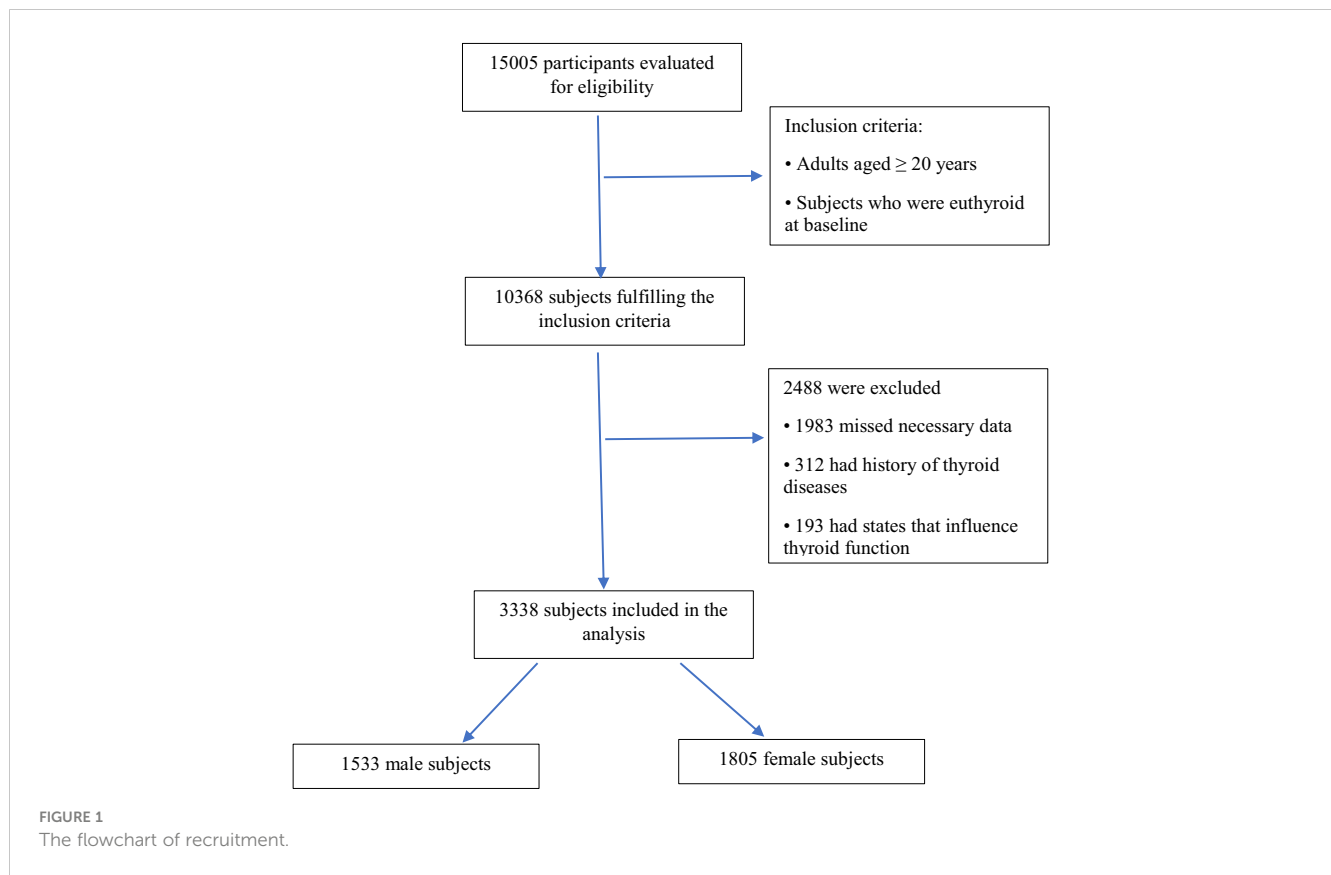 15005 participants evaluated
for eligibility
Inclusion criteria:
• Adults aged ≥ 20 years
• Subjects who were euthyroid
at baseline
10368 subjects fulfilling the
inclusion criteria
2488 were excluded
• 1983 missed necessary data
• 312 had history of thyroid
diseases
• 193 had states that influence
thyroid function
3338 subjects included in the
analysis
1533 male subjects
1805 female subjects
FIGURE 1
The flowchart of recruitment.